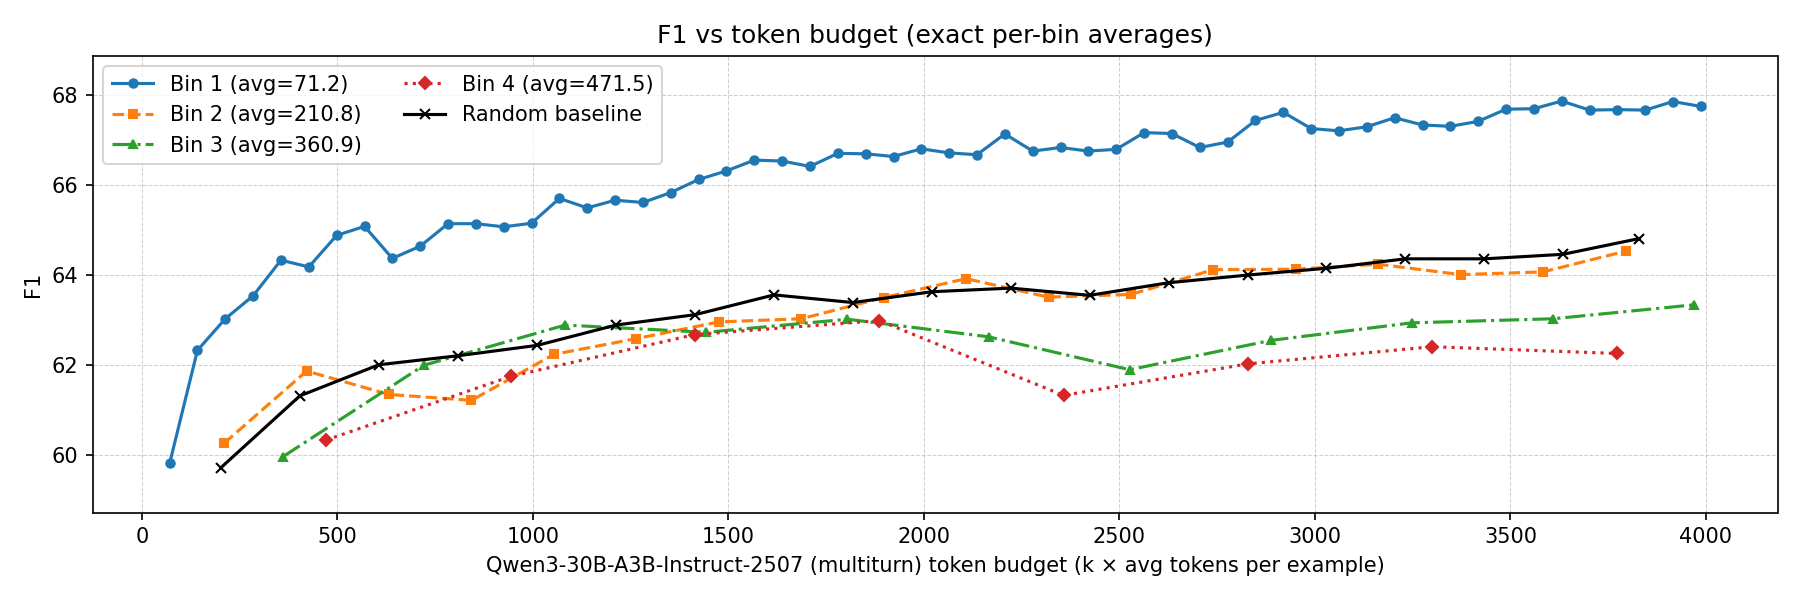 F1 vs token budget (exact per-bin averages)
Bin 1 (avg=71.2)
Bin 2 (avg=210.8)
Bin 3 (avg=360.9)
Bin 4 (avg=471.5)
Random baseline
F1
68
66
64
62
60
0
500
1000
1500
2000
2500
3000
3500
4000
Qwen3-30B-A3B-Instruct-2507 (multiturn) token budget (k × avg tokens per example)